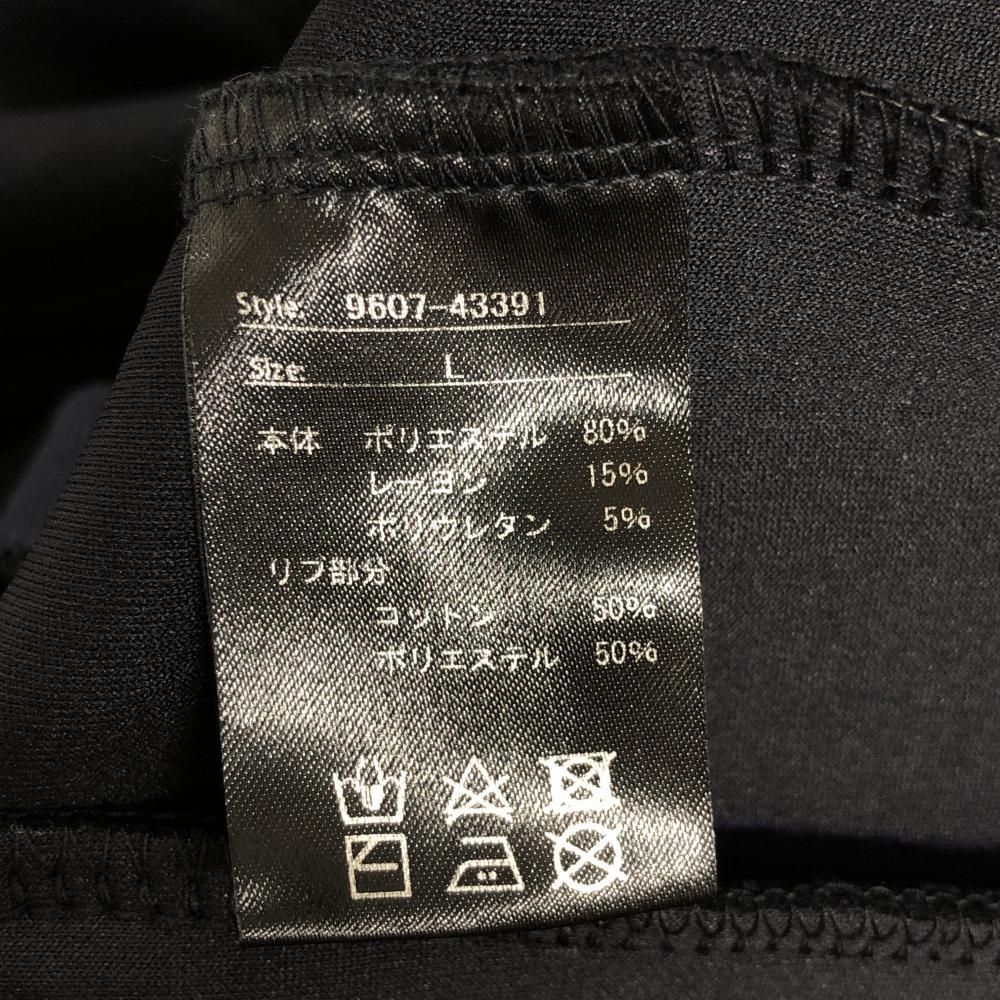 Style: 9607-43391
Size: L
本体 ポリエステル 80%
レーヨン 15%
ポリウレタン 5%
リブ部分
コットン 50%
ポリエステル 50%